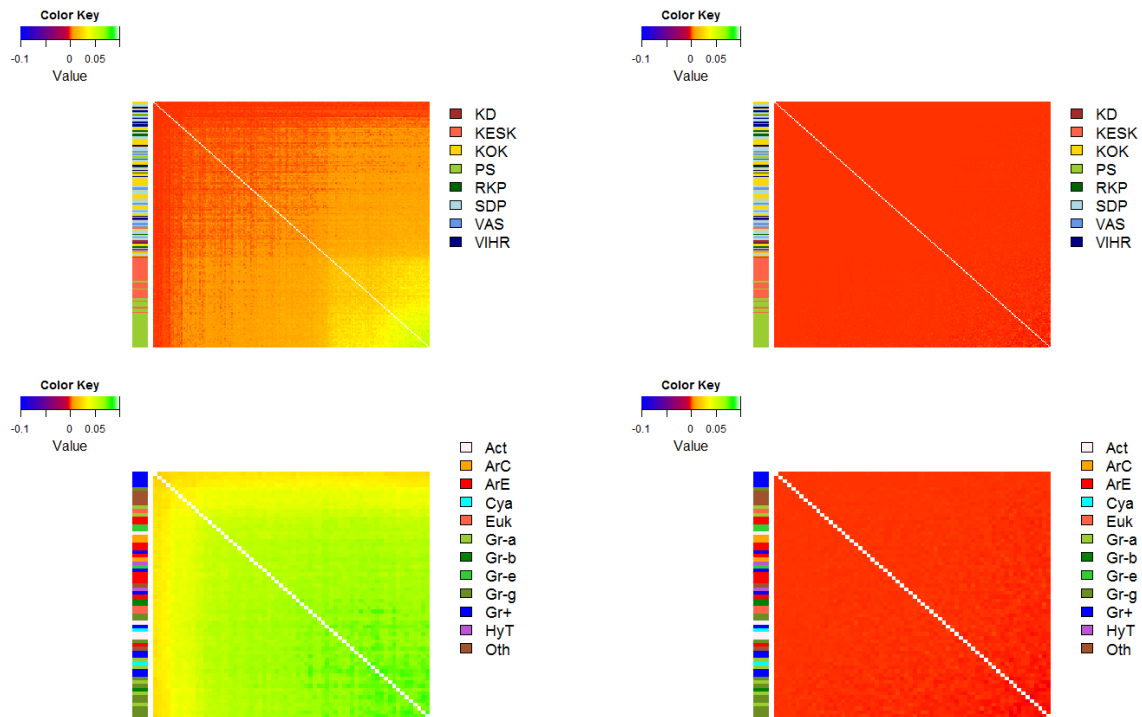 Color Key
-0.1 0 0.05
Value
KD
KESK
KOK
PS
RKP
SDP
VAS
VIHR
Color Key
-0.1 0 0.05
Value
KD
KESK
KOK
PS
RKP
SDP
VAS
VIHR
Color Key
-0.1 0 0.05
Value
Act
ArC
ArE
Cya
Euk
Gr-a
Gr-b
Gr-e
Gr-g
Gr+
HyT
Oth
Color Key
-0.1 0 0.05
Value
Act
ArC
ArE
Cya
Euk
Gr-a
Gr-b
Gr-e
Gr-g
Gr+
HyT
Oth